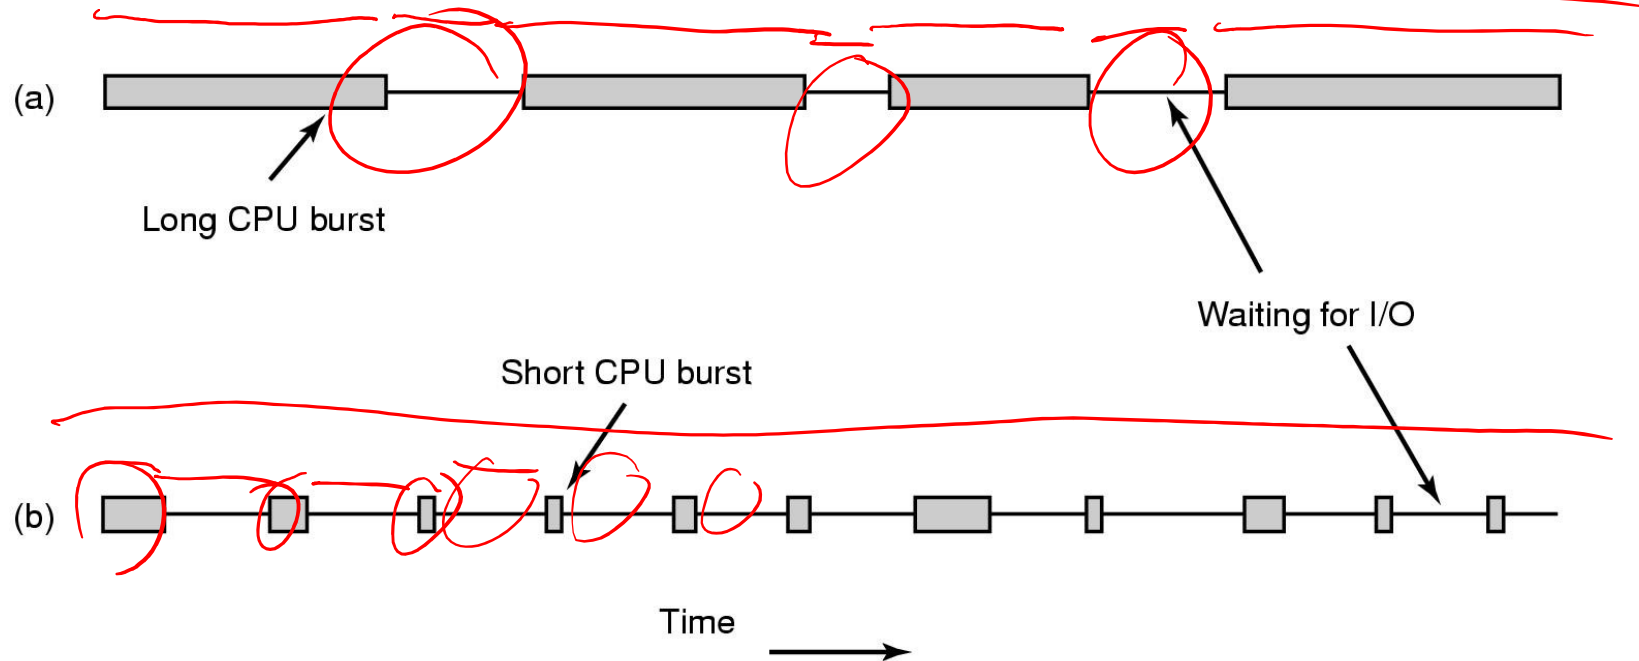 (a)
Long CPU burst
Waiting for I/O
Short CPU burst
(b)
Time